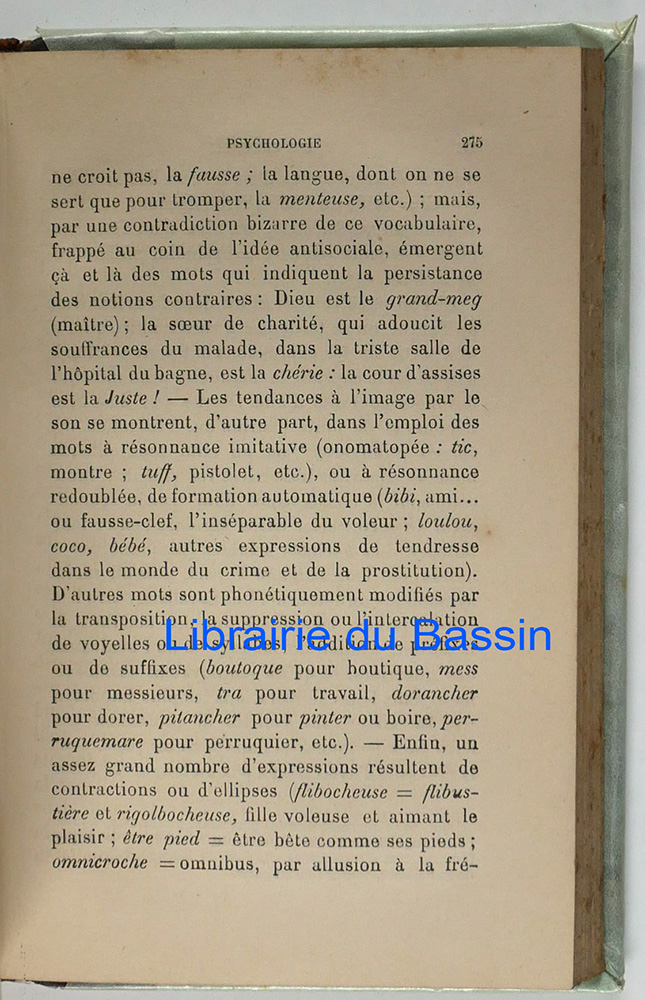 PSYCHOLOGIE 275
ne croit pas, la fausse ; la langue, dont on ne se
sert que pour tromper, la menteuse, etc.) ; mais,
par une contradiction bizarre de ce vocabulaire,
frappé au coin de l'idée antisociale, émergent
çà et là des mots qui indiquent la persistance
des notions contraires : Dieu est le grand-meg
(maître) ; la sœur de charité, qui adoucit les
souffrances du malade, dans la triste salle de
l'hôpital du bagne, est la chérie : la cour d'assises
est la Juste ! — Les tendances à l'image par le
son se montrent, d'autre part, dans l'emploi des
mots à résonnance imitative (onomatopée : tic,
montre ; tuff, pistolet, etc.), ou à résonnance
redoublée, de formation automatique (bibi, ami...
ou fausse-clef, l'inséparable du voleur ; loulou,
coco, bébé, autres expressions de tendresse
dans le monde du crime et de la prostitution).
D'autres mots sont phonétiquement modifiés par
la transposition, la suppression ou l'intercalation
de voyelles ou de syllabes, l'addition de préfixes
Librairie du Bassin
ou de suffixes (boutoque pour boutique, mess
pour messieurs, tra pour travail, dorancher
pour dorer, pitancher pour pinter ou boire, per-
ruquemare pour perruquier, etc.). — Enfin, un
assez grand nombre d'expressions résultent de
contractions ou d'ellipses (flibocheuse = flibus-
tière et rigolbocheuse, fille voleuse et aimant le
plaisir ; être pied = être bête comme ses pieds ;
omnicroche = omnibus, par allusion à la fré-